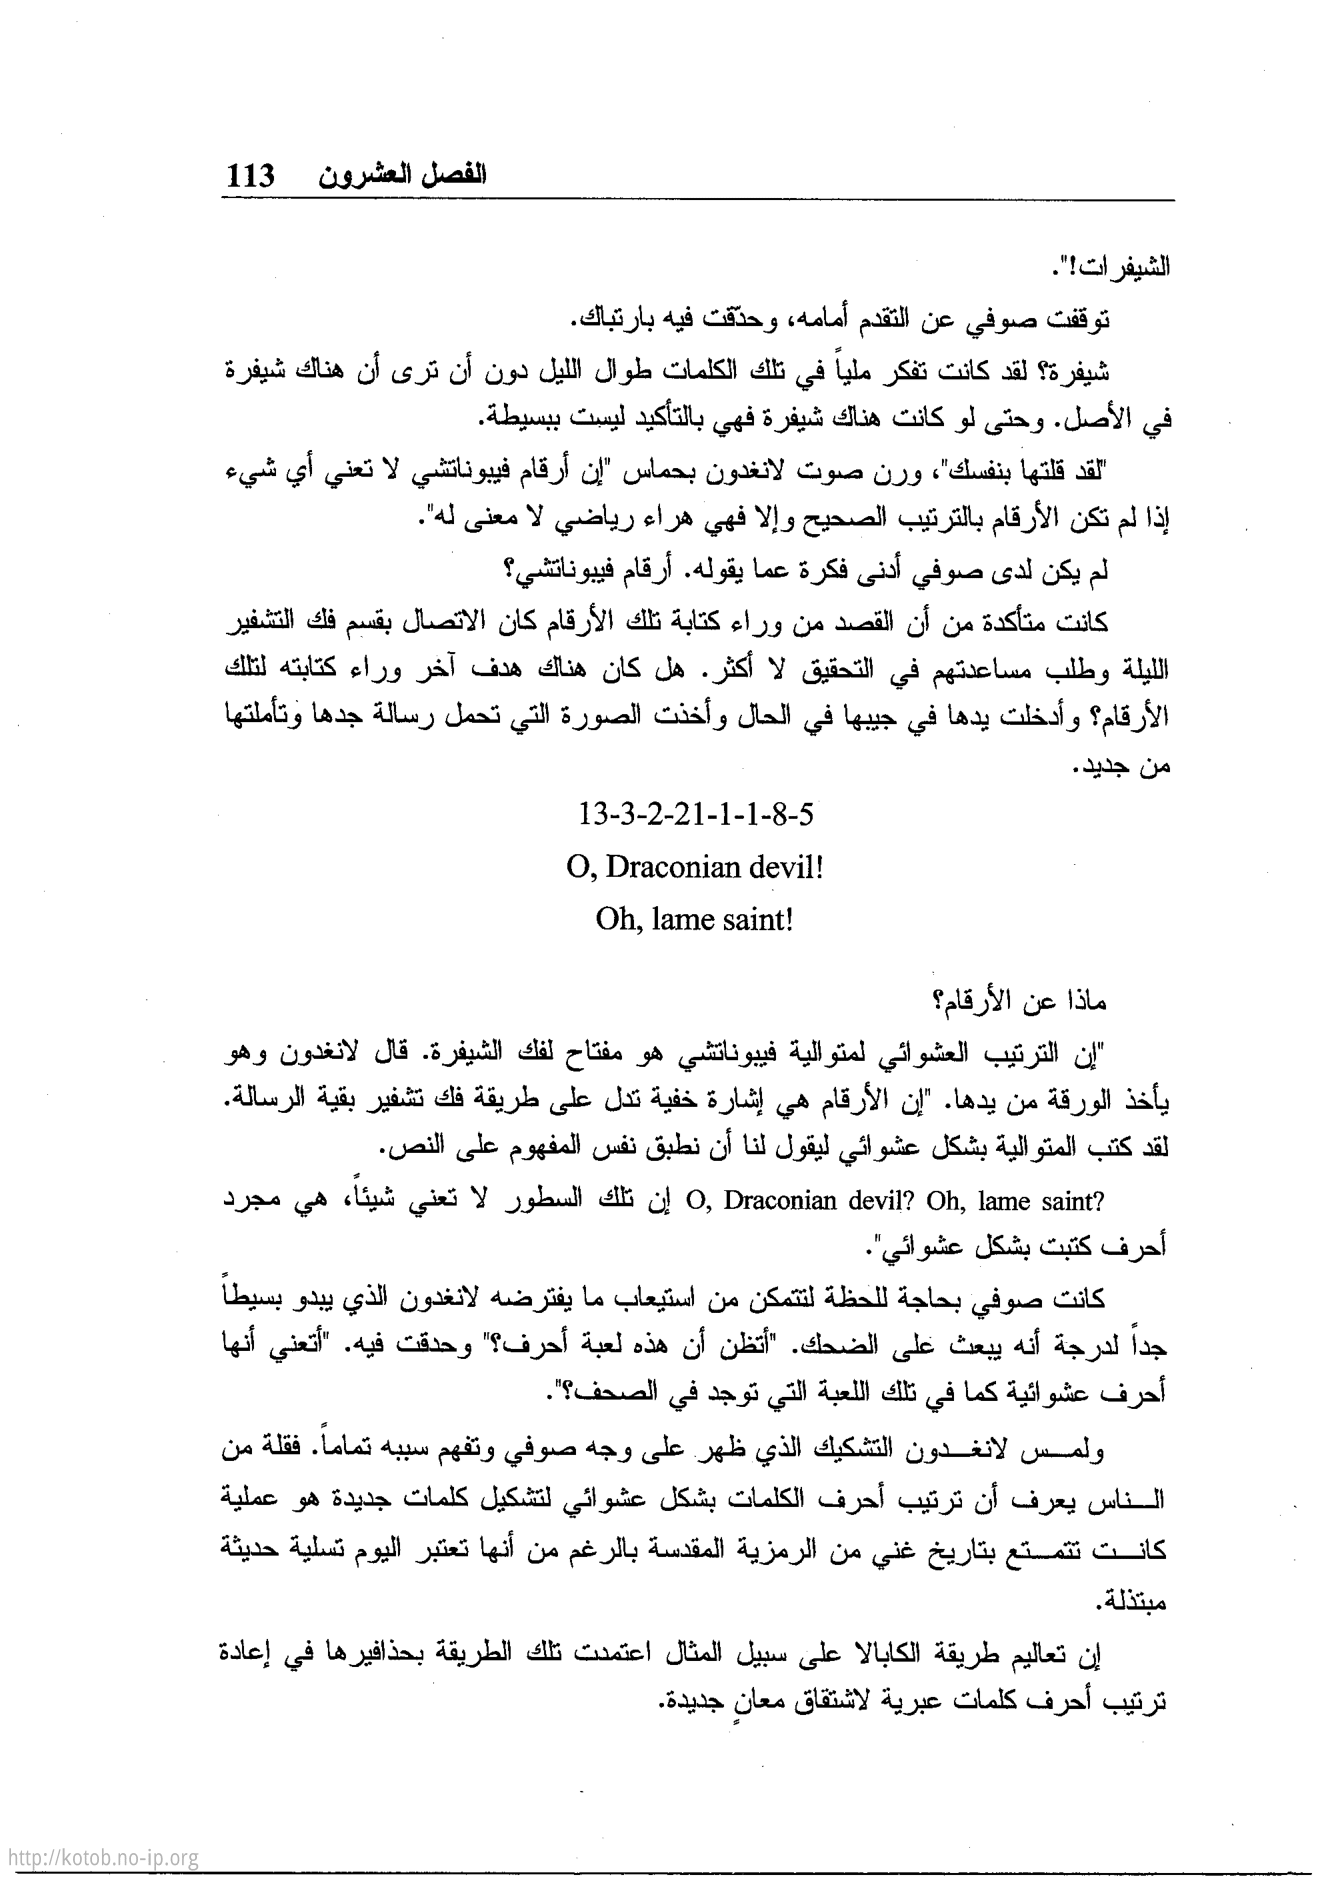 الفصل العشرون 113
الشيفرات!".
توقفت صوفي عن التقدم أمامه، وحدّقت فيه بارتباك.
شيفرة؟ لقد كانت تفكر ملياً في تلك الكلمات طوال الليل دون أن ترى أن هناك شيفرة
في الأصل. وحتى لو كانت هناك شيفرة فهي بالتأكيد ليست ببسيطة.
"لقد قلتها بنفسك"، ورن صوت لانغدون بحماس "إن أرقام فيبوناتشي لا تعني أي شيء
إذا لم تكن الأرقام بالترتيب الصحيح وإلا فهي هراء رياضي لا معنى له".
لم يكن لدى صوفي أدنى فكرة عما يقوله. أرقام فيبوناتشي؟
كانت متأكدة من أن القصد من وراء كتابة تلك الأرقام كان الاتصال بقسم فك التشفير
الليلة وطلب مساعدتهم في التحقيق لا أكثر. هل كان هناك هدف آخر وراء كتابته لتلك
الأرقام؟ وأدخلت يدها في جيبها في الحال وأخذت الصورة التي تحمل رسالة جدها وتأملتها
من جديد.
13-3-2-21-1-1-8-5
O, Draconian devil!
Oh, lame saint!
ماذا عن الأرقام؟
"إن الترتيب العشوائي لمتوالية فيبوناتشي هو مفتاح لفك الشيفرة. قال لانغدون وهو
يأخذ الورقة من يدها. "إن الأرقام هي إشارة خفية تدل على طريقة فك تشفير بقية الرسالة.
لقد كتب المتوالية بشكل عشوائي ليقول لنا أن نطبق نفس المفهوم على النص.
O, Draconian devil? Oh, lame saint? إن تلك السطور لا تعني شيئاً، هي مجرد
أحرف كتبت بشكل عشوائي".
كانت صوفي بحاجة للحظة لتتمكن من استيعاب ما يفترضه لانغدون الذي يبدو بسيطاً
جداً لدرجة أنه يبعث على الضحك. "أتظن أن هذه لعبة أحرف؟" وحدقت فيه. "أتعني أنها
أحرف عشوائية كما في تلك اللعبة التي توجد في الصحف؟".
ولمـــس لانغـــدون التشكيك الذي ظهر على وجه صوفي وتفهم سببه تماماً. فقلة من
الـــناس يعرف أن ترتيب أحرف الكلمات بشكل عشوائي لتشكيل كلمات جديدة هو عملية
كانـــت تتمـــتع بتاريخ غني من الرمزية المقدسة بالرغم من أنها تعتبر اليوم تسلية حديثة
مبتذلة.
إن تعاليم طريقة الكابالا على سبيل المثال اعتمدت تلك الطريقة بحذافيرها في إعادة
ترتيب أحرف كلمات عبرية لاشتقاق معانٍ جديدة.
http://kotob.no-ip.org